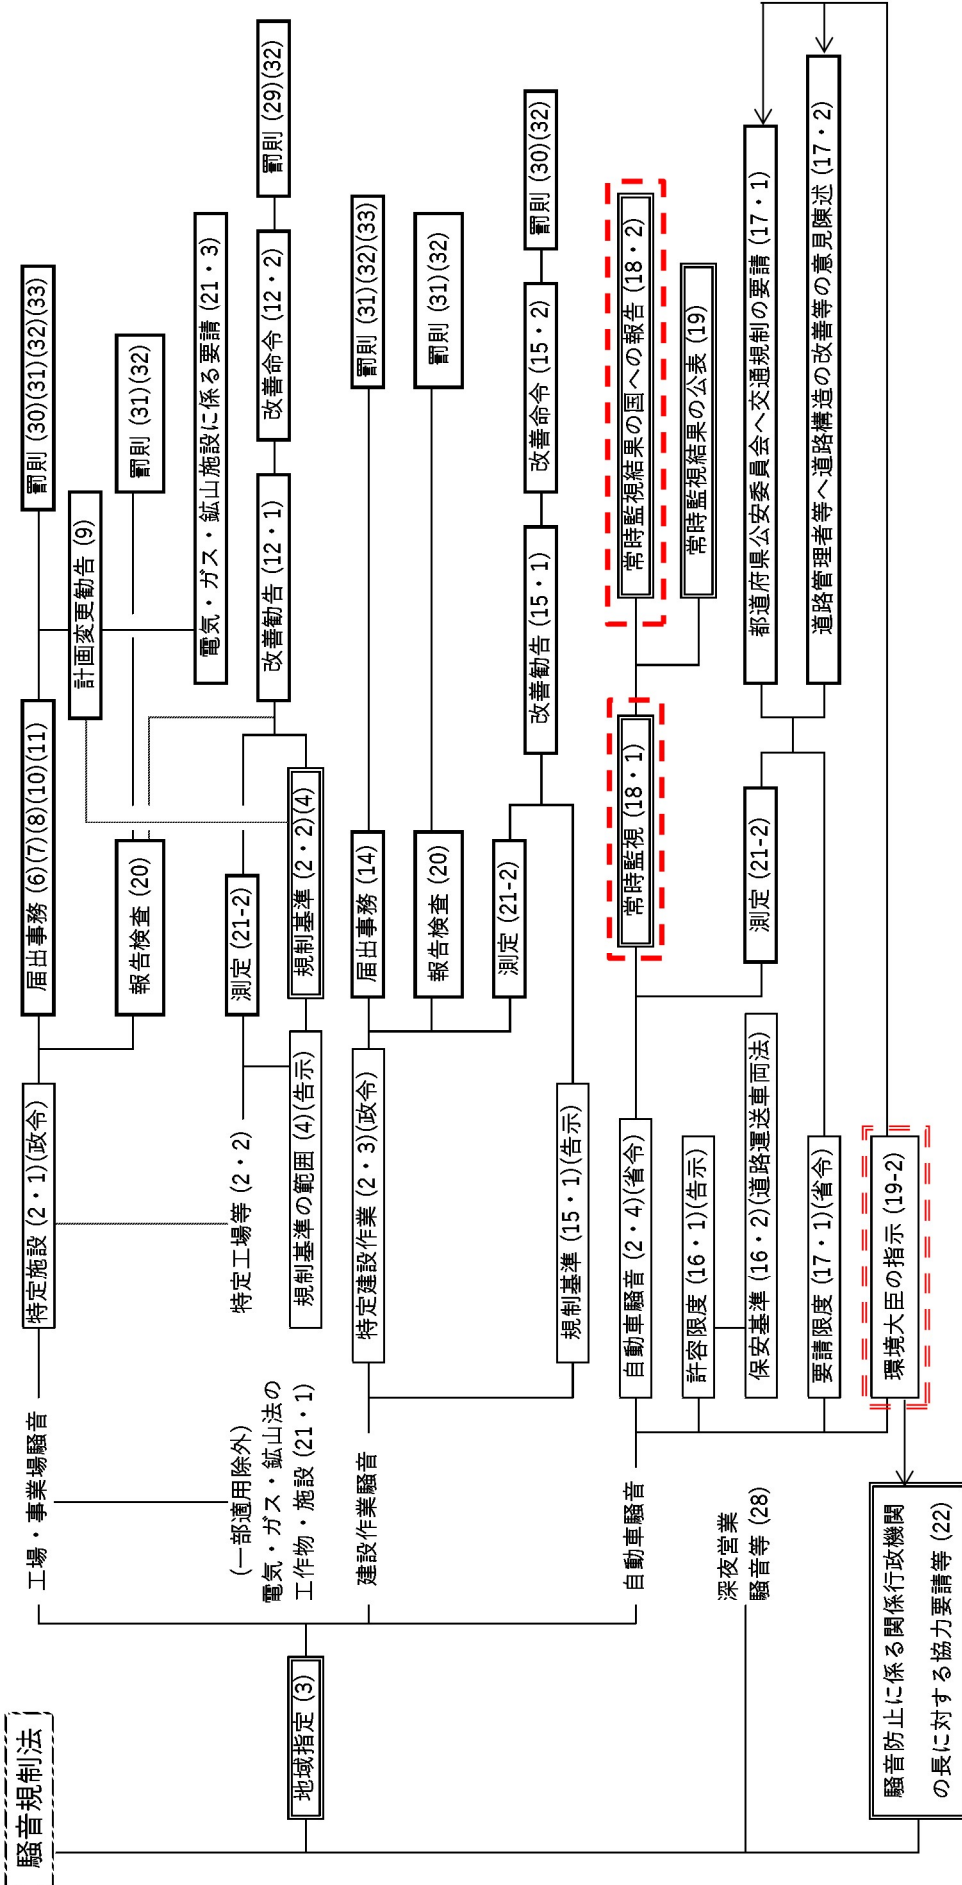 騒音規制法
地域指定 (3)
工場・事業場騒音
特定施設 (2・1)(政令)
届出事務 (6)(7)(8)(10)(11)
罰則 (30)(31)(32)(33)
計画変更勧告 (9)
報告検査 (20)
罰則 (31)(32)
電気・ガス・鉱山施設に係る要請 (21・3)
(一部適用除外)
電気・ガス・鉱山法の
工作物・施設 (21・1)
特定工場等 (2・2)
測定 (21-2)
規制基準の範囲 (4)(告示)
規制基準 (2・2)(4)
改善勧告 (12・1)
改善命令 (12・2)
罰則 (29)(32)
建設作業騒音
特定建設作業 (2・3)(政令)
届出事務 (14)
罰則 (31)(32)(33)
報告検査 (20)
罰則 (31)(32)
測定 (21-2)
規制基準 (15・1)(告示)
改善勧告 (15・1)
改善命令 (15・2)
罰則 (30)(32)
自動車騒音
自動車騒音 (2・4)(省令)
常時監視 (18・1)
常時監視結果の国への報告 (18・2)
常時監視結果の公表 (19)
許容限度 (16・1)(告示)
保安基準 (16・2)(道路運送車両法)
測定 (21-2)
都道府県公安委員会へ交通規制の要請 (17・1)
要請限度 (17・1)(省令)
道路管理者等へ道路構造の改善等の意見陳述 (17・2)
環境大臣の指示 (19-2)
深夜営業
騒音等 (28)
騒音防止に係る関係行政機関
の長に対する協力要請等 (22)